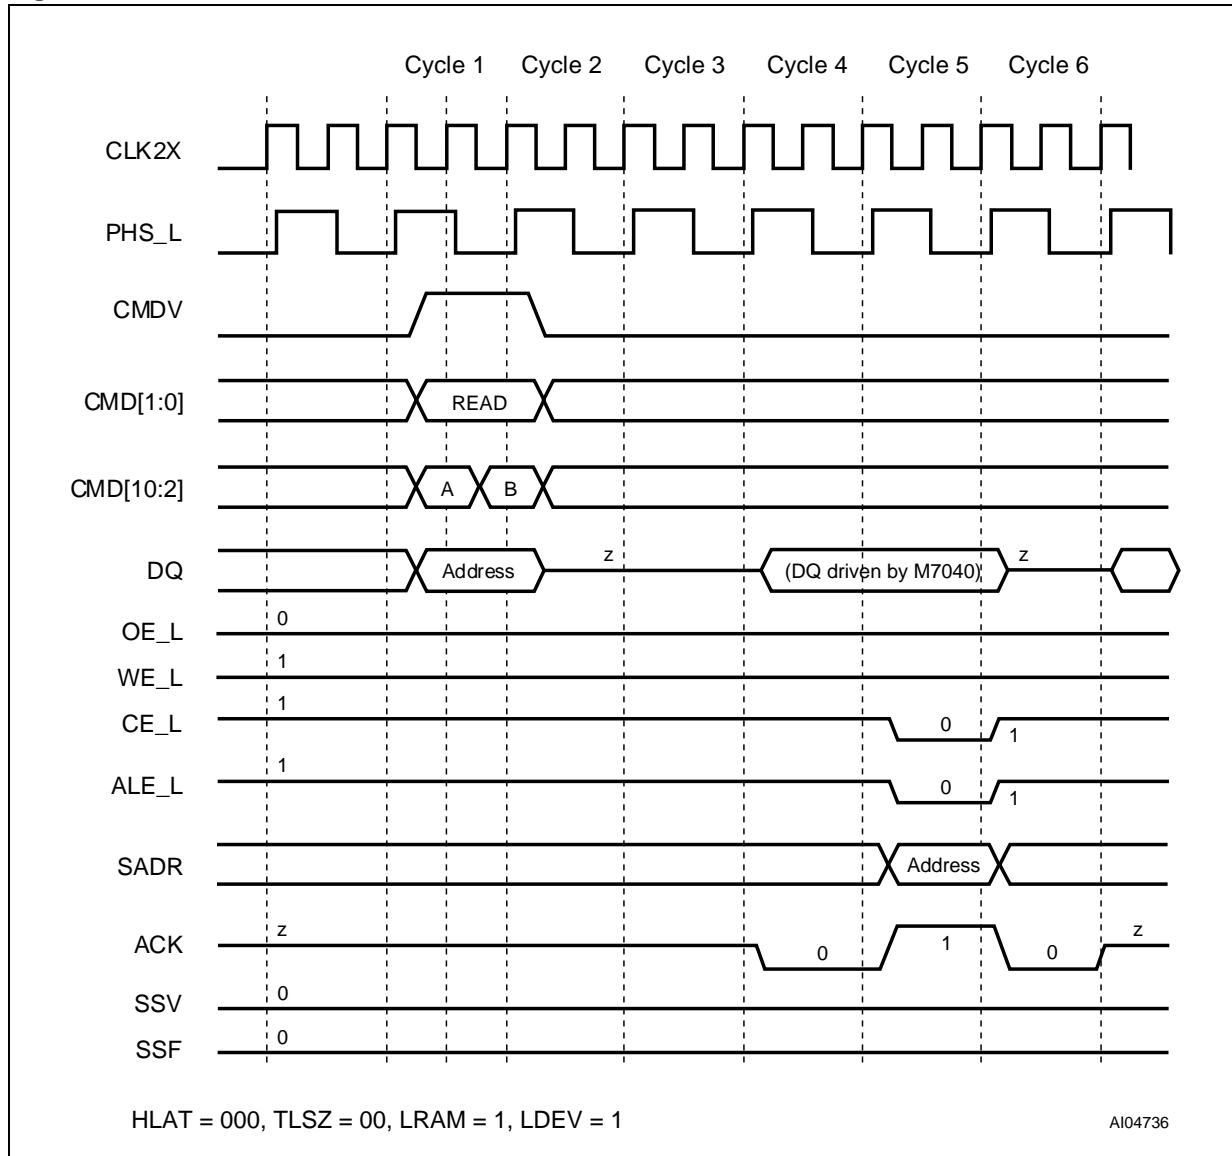 Cycle 1 Cycle 2 Cycle 3 Cycle 4 Cycle 5 Cycle 6
CLK2X
PHS_L
CMDV
CMD[1:0] READ
CMD[10:2] A B
DQ Address z (DQ driven by M7040) z
OE_L 0
WE_L 1
CE_L 1 0 1
ALE_L 1 0 1
SADR Address
ACK z 0 1 0 z
SSV 0
SSF 0
HLAT = 000, TLSZ = 00, LRAM = 1, LDEV = 1 AI04736